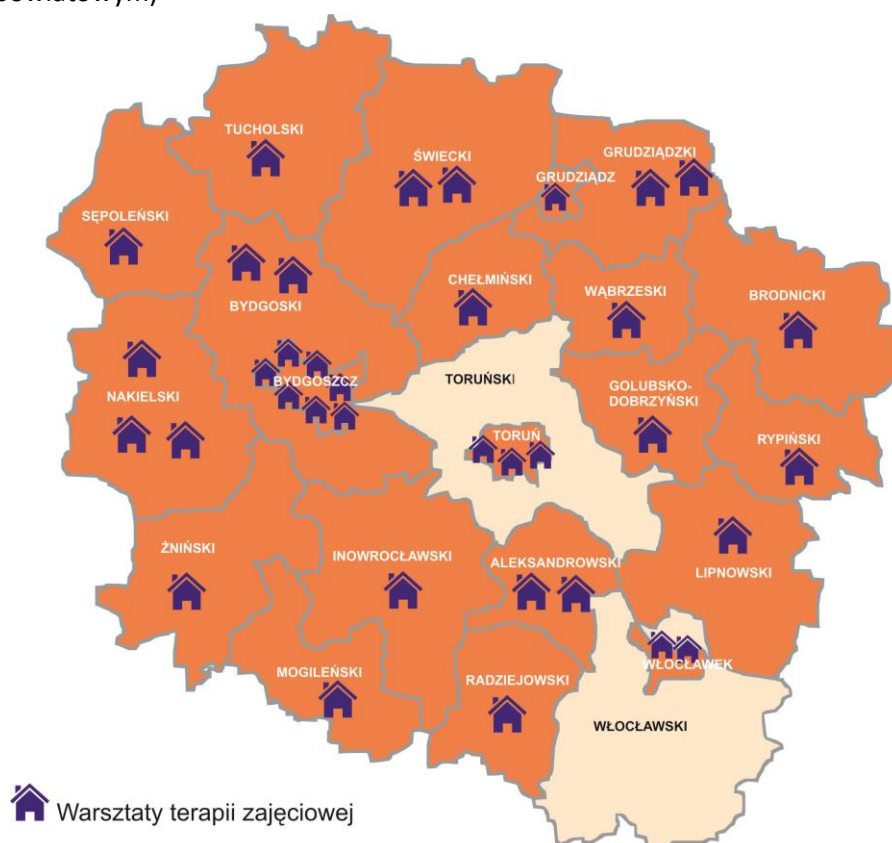 powiatowym)
TUCHOLSKI
ŚWIECKI
GRUDZIĄDZKI
GRUDZIĄDZ
SĘPOLEŃSKI
CHEŁMIŃSKI
WĄBRZESKI
BRODNICKI
BYDGOSKI
BYDGOSZCZ
TORUŃSKI
GOLUBSKO-
DOBRZYŃSKI
NAKIELSKI
TORUŃ
RYPIŃSKI
ŻNIŃSKI
INOWROCŁAWSKI
ALEKSANDROWSKI
LIPNOWSKI
MOGILEŃSKI
RADZIEJOWSKI
WŁOCŁAWEK
WŁOCŁAWSKI
Warsztaty terapii zajęciowej